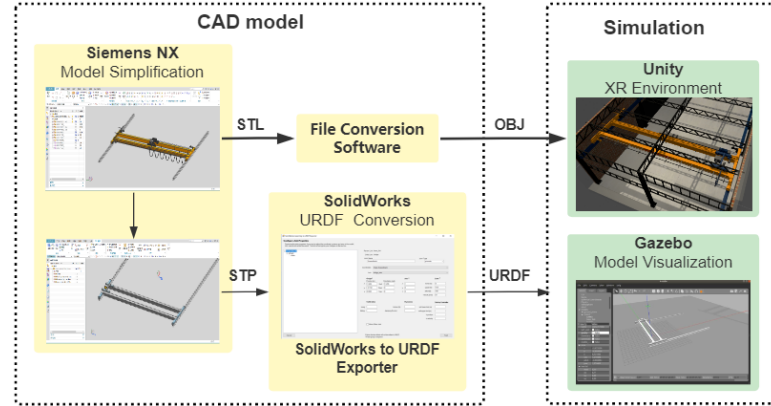 CAD model
Simulation
Siemens NX
Model Simplification
STL
File Conversion
Software
OBJ
Unity
XR Environment
SolidWorks
URDF Conversion
STP
SolidWorks to URDF
Exporter
URDF
Gazebo
Model Visualization